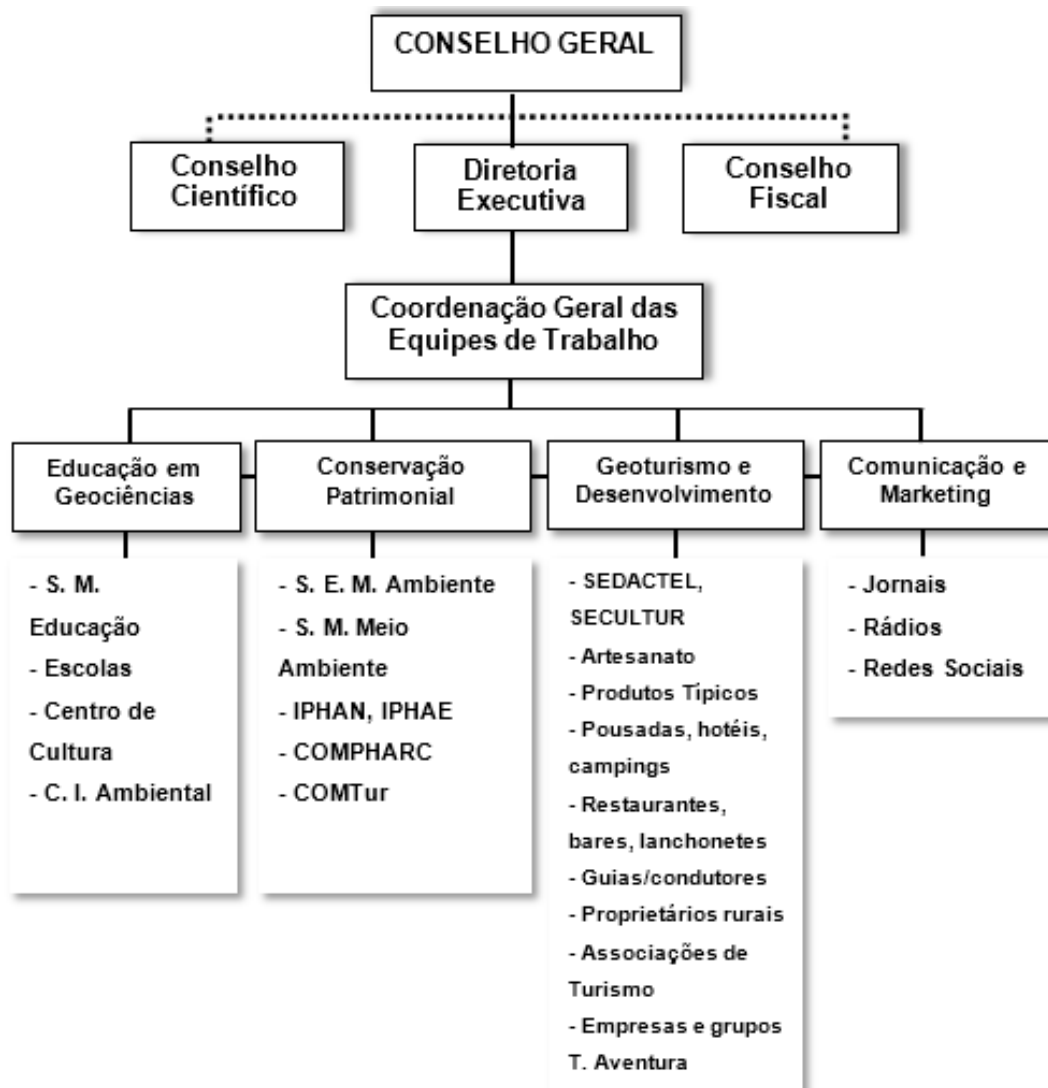 CONSELHO GERAL
Conselho
Científico
Diretoria
Executiva
Conselho
Fiscal
Coordenação Geral das
Equipes de Trabalho
Educação em
Geociências
Conservação
Patrimonial
Geoturismo e
Desenvolvimento
Comunicação e
Marketing
- S. M.
Educação
- Escolas
- Centro de
Cultura
- C. I. Ambiental
- S. E. M. Ambiente
- S. M. Meio
Ambiente
- IPHAN, IPHAE
- COMPHARC
- COMTur
- SEDACTEL,
SECULTUR
- Artesanato
- Produtos Típicos
- Pousadas, hotéis,
campings
- Restaurantes,
bares, lanchonetes
- Guias/condutores
- Proprietários rurais
- Associações de
Turismo
- Empresas e grupos
T. Aventura
- Jornais
- Rádios
- Redes Sociais